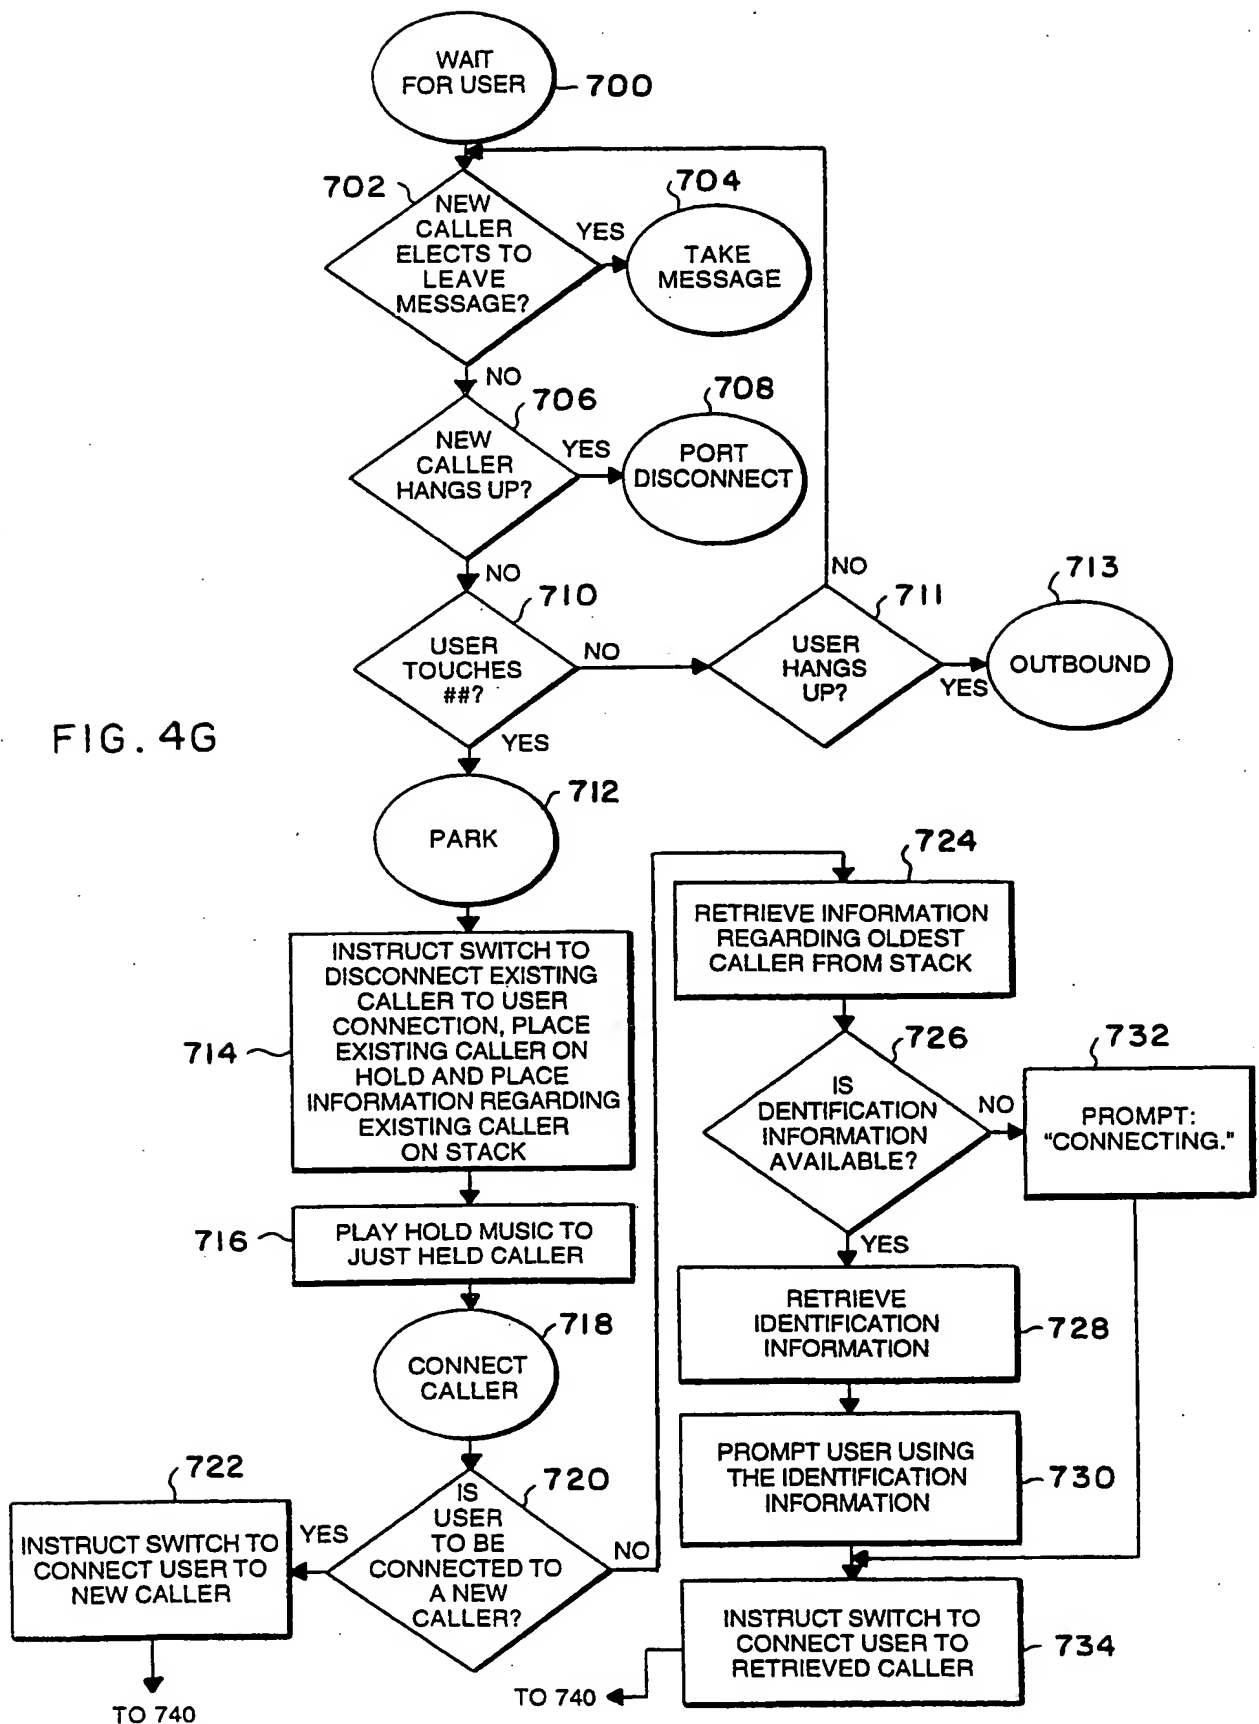 WAIT
FOR USER
700
702
NEW
CALLER
ELECTS TO
LEAVE
MESSAGE?
YES
704
TAKE
MESSAGE
NO
706
NEW
CALLER
HANGS UP?
YES
708
PORT
DISCONNECT
NO
710
USER
TOUCHES
##?
NO
711
USER
HANGS
UP?
NO
YES
713
OUTBOUND
FIG. 4G
YES
712
PARK
714
INSTRUCT SWITCH TO
DISCONNECT EXISTING
CALLER TO USER
CONNECTION, PLACE
EXISTING CALLER ON
HOLD AND PLACE
INFORMATION REGARDING
EXISTING CALLER
ON STACK
716
PLAY HOLD MUSIC TO
JUST HELD CALLER
718
CONNECT
CALLER
720
IS
USER
TO BE
CONNECTED TO
A NEW
CALLER?
YES
722
INSTRUCT SWITCH TO
CONNECT USER TO
NEW CALLER
TO 740
NO
724
RETRIEVE INFORMATION
REGARDING OLDEST
CALLER FROM STACK
726
IS
DENTIFICATION
INFORMATION
AVAILABLE?
NO
732
PROMPT:
"CONNECTING."
YES
RETRIEVE
IDENTIFICATION
INFORMATION
728
PROMPT USER USING
THE IDENTIFICATION
INFORMATION
730
INSTRUCT SWITCH TO
CONNECT USER TO
RETRIEVED CALLER
734
TO 740